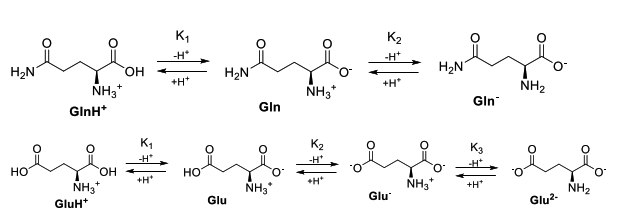 K₁ K₂
O O O O O O
-H⁺ -H⁺
H₂N OH H₂N O⁻ H₂N O⁻
+H⁺ +H⁺
NH₃⁺ NH₃⁺ NH₂
GlnH⁺ Gln Gln⁻
K₁ K₂ K₃
O O O O O O O O
-H⁺ -H⁺ -H⁺
HO OH HO O⁻ ⁻O O⁻ ⁻O O⁻
+H⁺ +H⁺ +H⁺
NH₃⁺ NH₃⁺ NH₃⁺ NH₂
GluH⁺ Glu Glu⁻ Glu²⁻